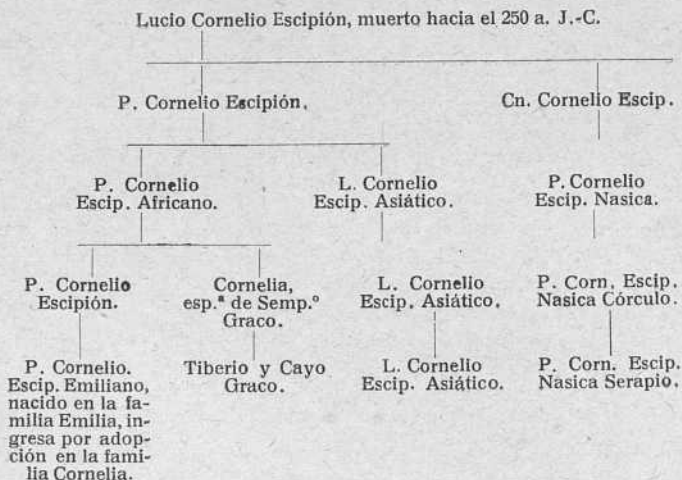 Lucio Cornelio Escipión, muerto hacia el 250 a. J.-C.
P. Cornelio Escipión.
Cn. Cornelio Escip.
P. Cornelio
Escip. Africano.
L. Cornelio
Escip. Asiático.
P. Cornelio
Escip. Nasica.
P. Cornelio
Escipión.
Cornelia,
esp.ª de Semp.º
Graco.
L. Cornelio
Escip. Asiático.
P. Corn. Escip.
Nasica Córculo.
P. Cornelio.
Escip. Emiliano,
nacido en la fa-
milia Emilia, in-
gresa por adop-
ción en la fami-
lia Cornelia.
Tiberio y Cayo
Graco.
L. Cornelio
Escip. Asiático.
P. Corn. Escip.
Nasica Serapio.